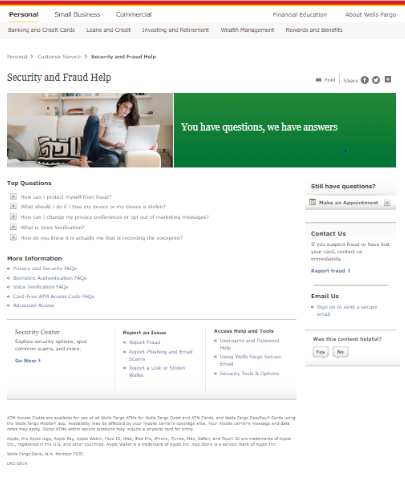 Personal Small Business Commercial Financial Education About Wells Fargo
Banking and Credit Cards Loans and Credit Investing and Retirement Wealth Management Rewards and Benefits
Personal > Customer Service > Security and Fraud Help
Security and Fraud Help
Print Share
You have questions, we have answers
Top Questions
How can I protect myself from fraud?
What should I do if I lose my device or my device is stolen?
How can I change my privacy preferences or opt out of marketing messages?
What is Voice Verification?
How do you know it is actually me that is recording the voiceprint?
More Information
Privacy and Security FAQs
Biometric Authentication FAQs
Voice Verification FAQs
Card-Free ATM Access Code FAQs
Advanced Access
Still have questions?
Make an Appointment
Contact Us
If you suspect fraud or have lost
your card, contact us
immediately.
Report fraud >
Email Us
Sign on to send a secure
email
Was this content helpful?
Yes No
Security Center
Explore security options, spot
common scams, and more.
Go Now >
Report an Issue
Report Fraud
Report Phishing and Email
Scams
Report a Lost or Stolen
Wallet
Access Help and Tools
Username and Password
Help
Using Wells Fargo Secure
Email
Security Tools & Options
ATM Access Codes are available for use at all Wells Fargo ATMs for Wells Fargo Debit and ATM Cards, and Wells Fargo EasyPay® Cards using
the Wells Fargo Mobile® app. Availability may be affected by your mobile carrier's coverage area. Your mobile carrier's message and data
rates may apply. Some ATMs within secure locations may require a physical card for entry.
Apple, the Apple logo, Apple Pay, Apple Watch, Face ID, iPad, iPad Pro, iPhone, iTunes, Mac, Safari, and Touch ID are trademarks of Apple
Inc., registered in the U.S. and other countries. Apple Wallet is a trademark of Apple Inc. App Store is a service mark of Apple Inc.
Wells Fargo Bank, N.A. Member FDIC.